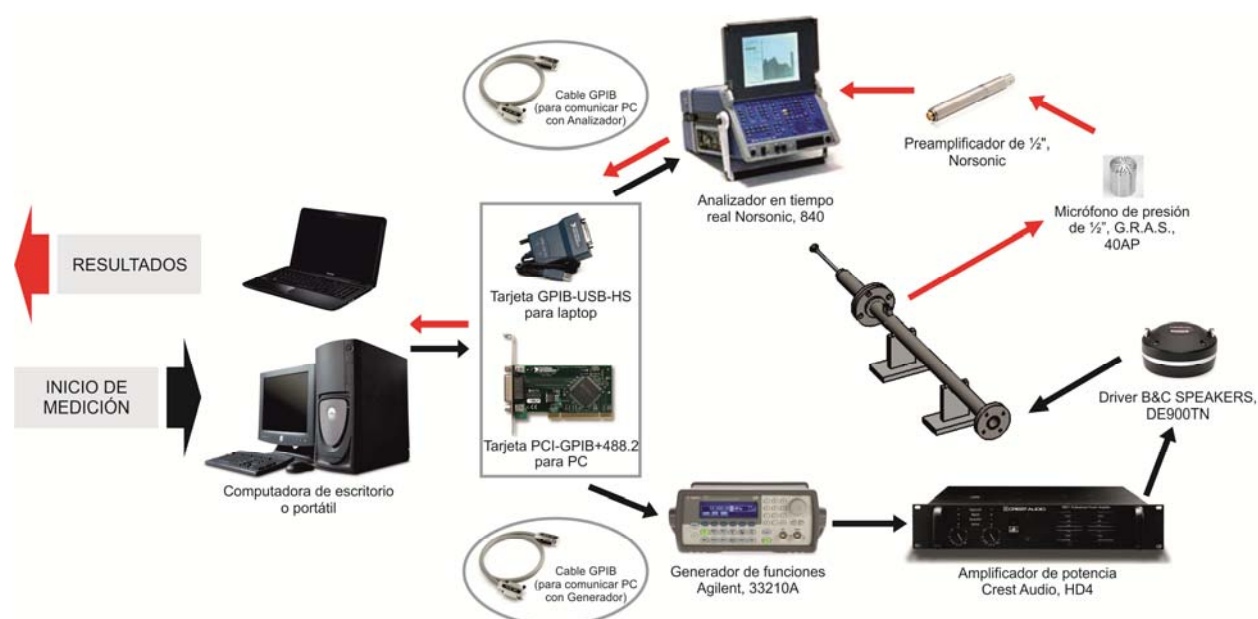 Cable GPIB
(para comunicar PC
con Analizador)
Preamplificador de ½",
Norsonic
Analizador en tiempo
real Norsonic, 840
Micrófono de presión
de ½", G.R.A.S.,
40AP
RESULTADOS
Tarjeta GPIB-USB-HS
para laptop
INICIO DE
MEDICIÓN
Driver B&C SPEAKERS,
DE900TN
Tarjeta PCI-GPIB+488.2
para PC
Computadora de escritorio
o portátil
CREST AUDIO
Cable GPIB
(para comunicar PC
con Generador)
Generador de funciones
Agilent, 33210A
Amplificador de potencia
Crest Audio, HD4